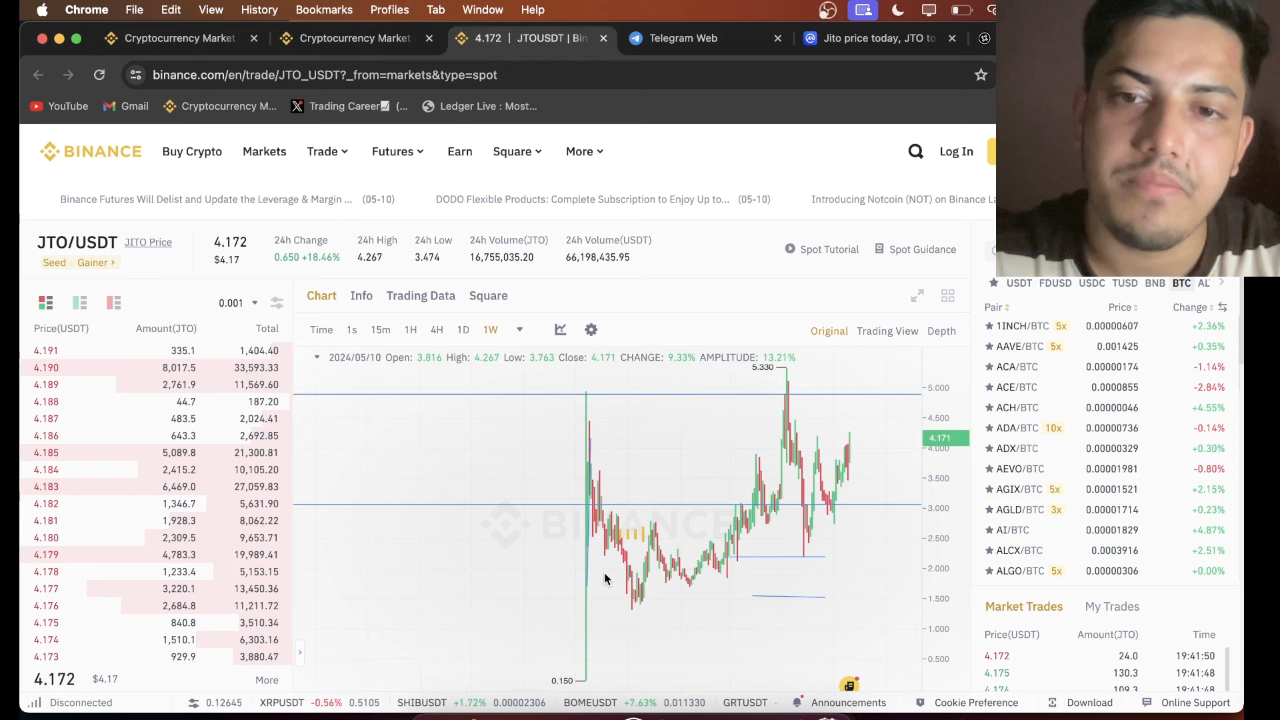 Chrome File Edit View History Bookmarks Profiles Tab Window Help
Cryptocurrency Market Cryptocurrency Market 4.172 | JTOUSDT | Bin Telegram Web Jito price today, JTO to
binance.com/en/trade/JTO_USDT?_from=markets&type=spot
YouTube Gmail Cryptocurrency M... Trading Career📈 (... Ledger Live : Most...
BINANCE Buy Crypto Markets Trade Futures Earn Square More Log In
Binance Futures Will Delist and Update the Leverage & Margin ... (05-10) DODO Flexible Products: Complete Subscription to Enjoy Up to... (05-10) Introducing Notcoin (NOT) on Binance La
JTO/USDT JITO Price 4.172 24h Change 24h High 24h Low 24h Volume(JTO) 24h Volume(USDT) Spot Tutorial Spot Guidance
Seed Gainer $4.17 0.650 +18.46% 4.267 3.474 16,755,035.20 66,198,435.95
USDT FDUSD USDC TUSD BNB BTC AL
0.001 Chart Info Trading Data Square
Price(USDT) Amount(JTO) Total
Time 1s 15m 1H 4H 1D 1W Original Trading View Depth
2024/05/10 Open: 3.816 High: 4.267 Low: 3.763 Close: 4.171 CHANGE: 9.33% AMPLITUDE: 13.21%
4.191 335.1 1,404.40
4.190 8,017.5 33,593.33
4.189 2,761.9 11,569.60
4.188 44.7 187.20
4.187 483.5 2,024.41
4.186 643.3 2,692.85
4.185 5,089.8 21,300.81
4.184 2,415.2 10,105.20
4.183 6,469.0 27,059.83
4.182 1,346.7 5,631.90
4.181 1,928.3 8,062.22
4.180 2,309.5 9,653.71
4.179 4,783.3 19,989.41
4.178 1,233.4 5,153.15
4.177 3,220.1 13,450.36
4.176 2,684.8 11,211.72
4.175 840.8 3,510.34
4.174 1,510.1 6,303.16
4.173 929.9 3,880.47
4.172 $4.17 More
5.330
BINANCE
0.150
5.000
4.500
4.171
4.000
3.500
3.000
2.500
2.000
1.500
1.000
0.500
Pair Price Change
1INCH/BTC 5x 0.00000607 +2.36%
AAVE/BTC 5x 0.001425 +0.35%
ACA/BTC 0.00000174 -1.14%
ACE/BTC 0.0000855 -2.84%
ACH/BTC 0.00000046 +4.55%
ADA/BTC 10x 0.00000736 -0.14%
ADX/BTC 0.00000329 +0.30%
AEVO/BTC 0.00001981 -0.80%
AGIX/BTC 5x 0.00001521 +2.15%
AGLD/BTC 3x 0.00001714 +0.23%
AI/BTC 0.00001829 +4.87%
ALCX/BTC 0.0003916 +2.51%
ALGO/BTC 5x 0.00000306 +0.00%
Market Trades My Trades
Price(USDT) Amount(JTO) Time
4.172 24.0 19:41:50
4.175 130.3 19:41:48
4.174 109.3 19:41:48
Disconnected 0.12645 XRPUSDT -0.56% 0.5105 SHIBUSDT +1.72% 0.00002306 BOMEUSDT +7.63% 0.011330 GRTUSDT Announcements Cookie Preference Download Online Support